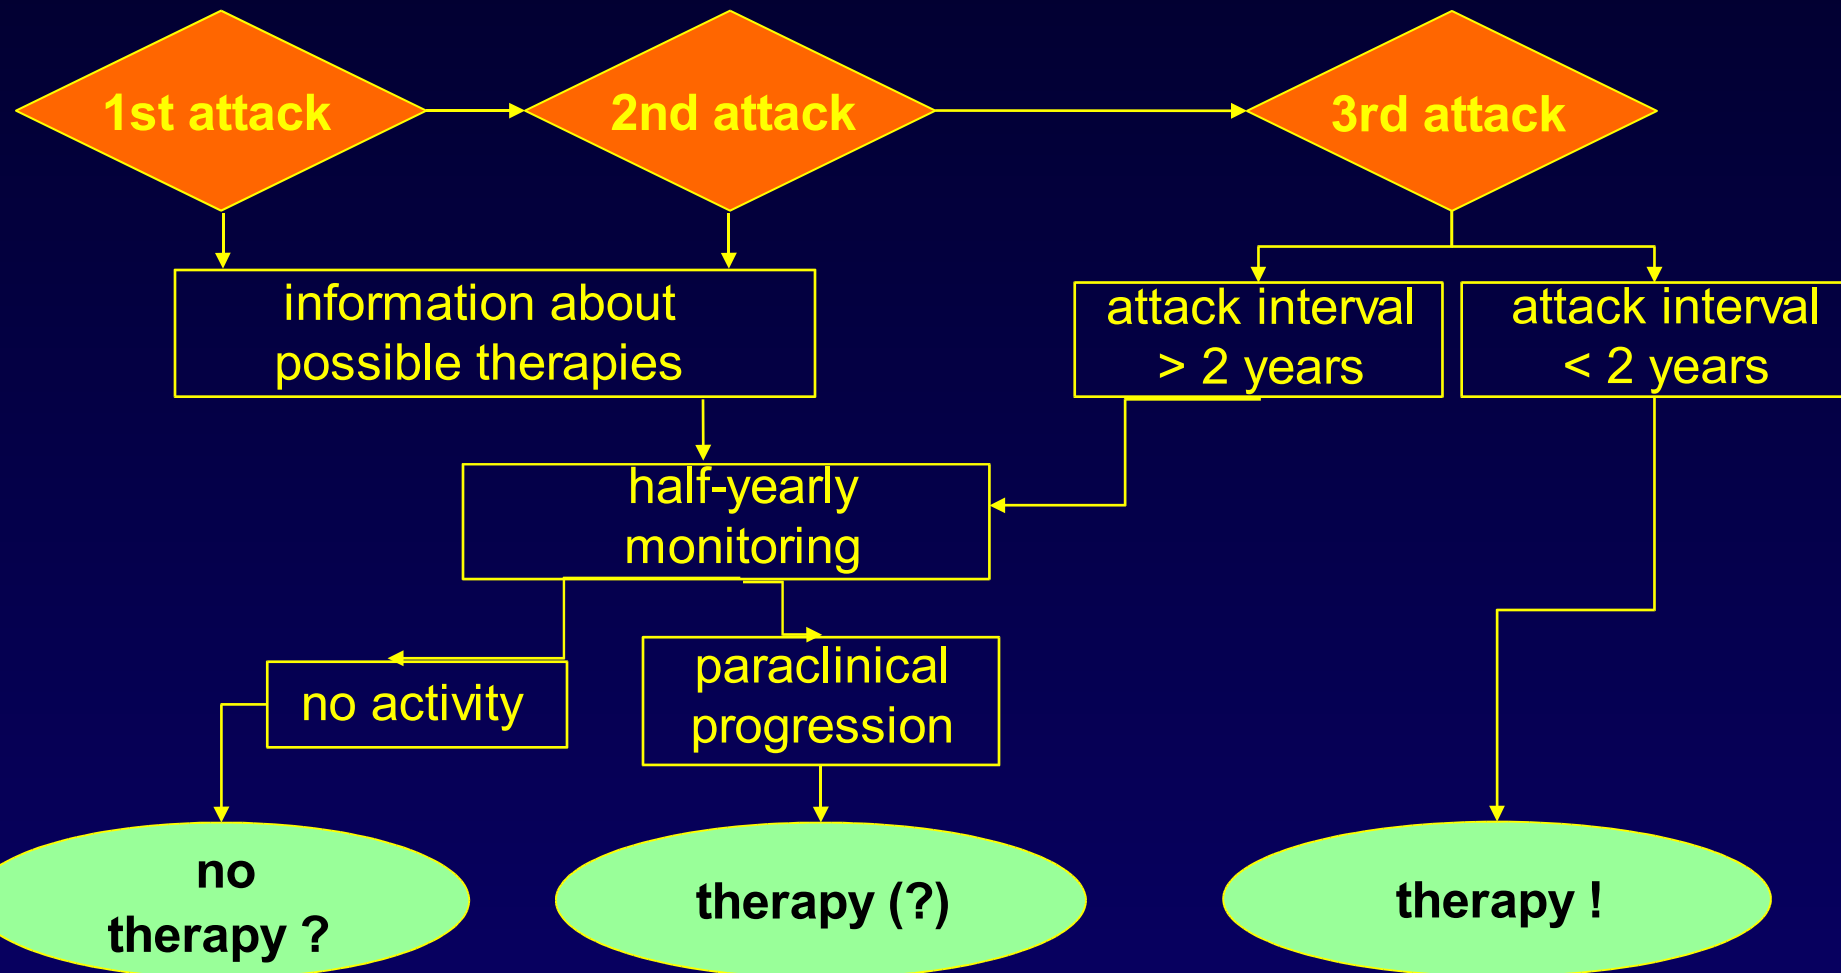 1st attack
2nd attack
3rd attack
information about
possible therapies
attack interval
> 2 years
attack interval
< 2 years
half-yearly
monitoring
no activity
paraclinical
progression
no
therapy ?
therapy (?)
therapy !